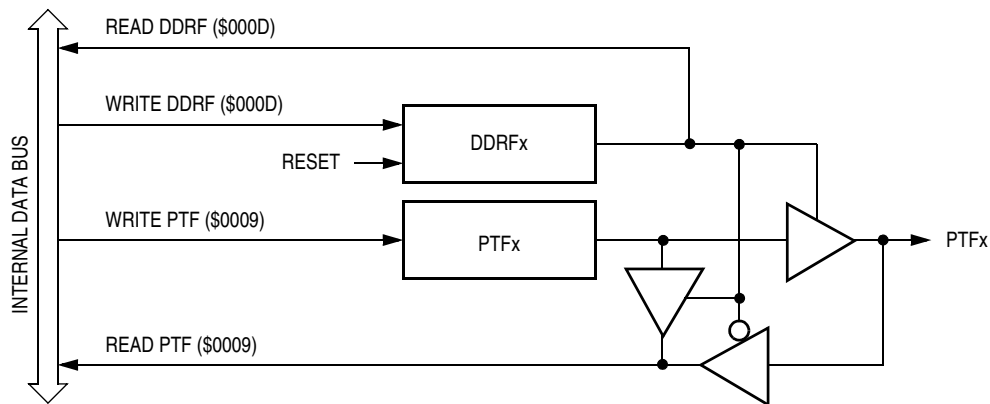 READ DDRF ($000D)
WRITE DDRF ($000D)
DDRFx
RESET
INTERNAL DATA BUS
WRITE PTF ($0009)
PTFx
PTFx
READ PTF ($0009)